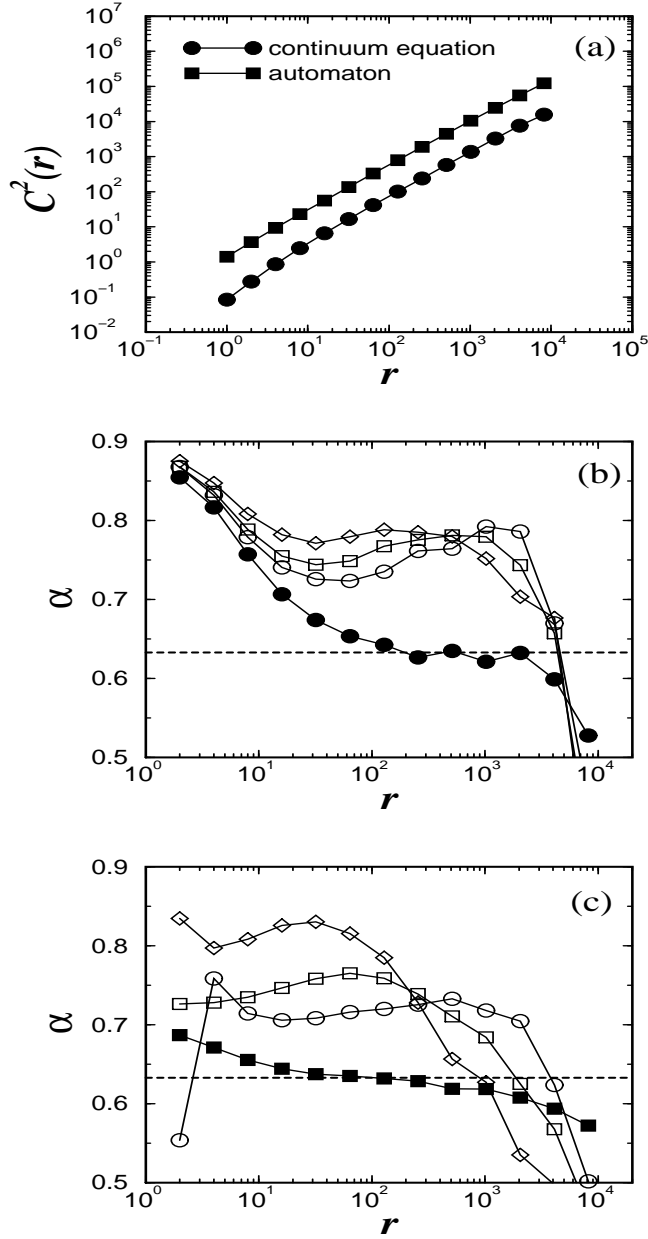 10^7
10^6
10^5
10^4
10^3
10^2
10^1
10^0
10^-1
10^-2
C^2(r)
continuum equation
automaton
(a)
10^-1 10^0 10^1 10^2 10^3 10^4 10^5
r
0.9
0.8
0.7
0.6
0.5
α
(b)
10^0 10^1 10^2 10^3 10^4
r
0.9
0.8
0.7
0.6
0.5
α
(c)
10^0 10^1 10^2 10^3 10^4
r